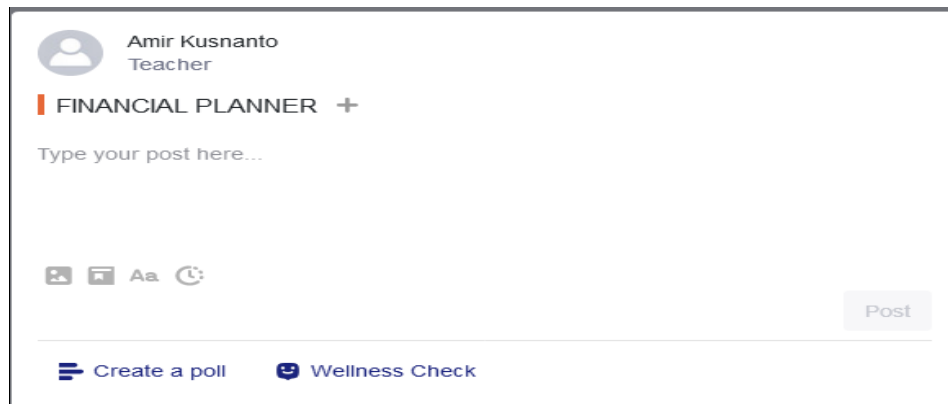 Amir Kusnanto
Teacher
FINANCIAL PLANNER +
Type your post here...
Aa
Post
Create a poll Wellness Check